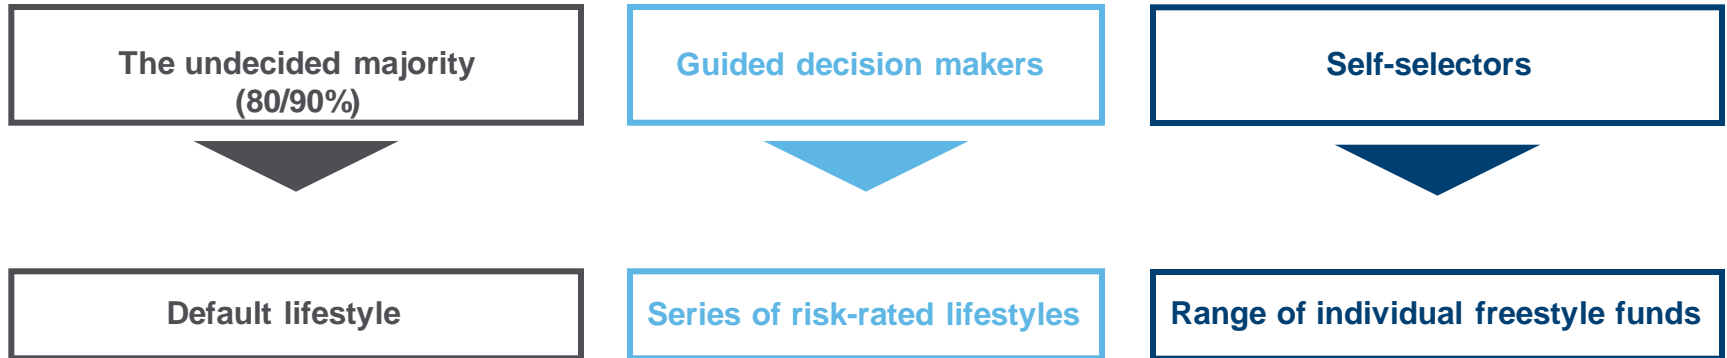 The undecided majority
(80/90%)
Guided decision makers
Self-selectors
Default lifestyle
Series of risk-rated lifestyles
Range of individual freestyle funds